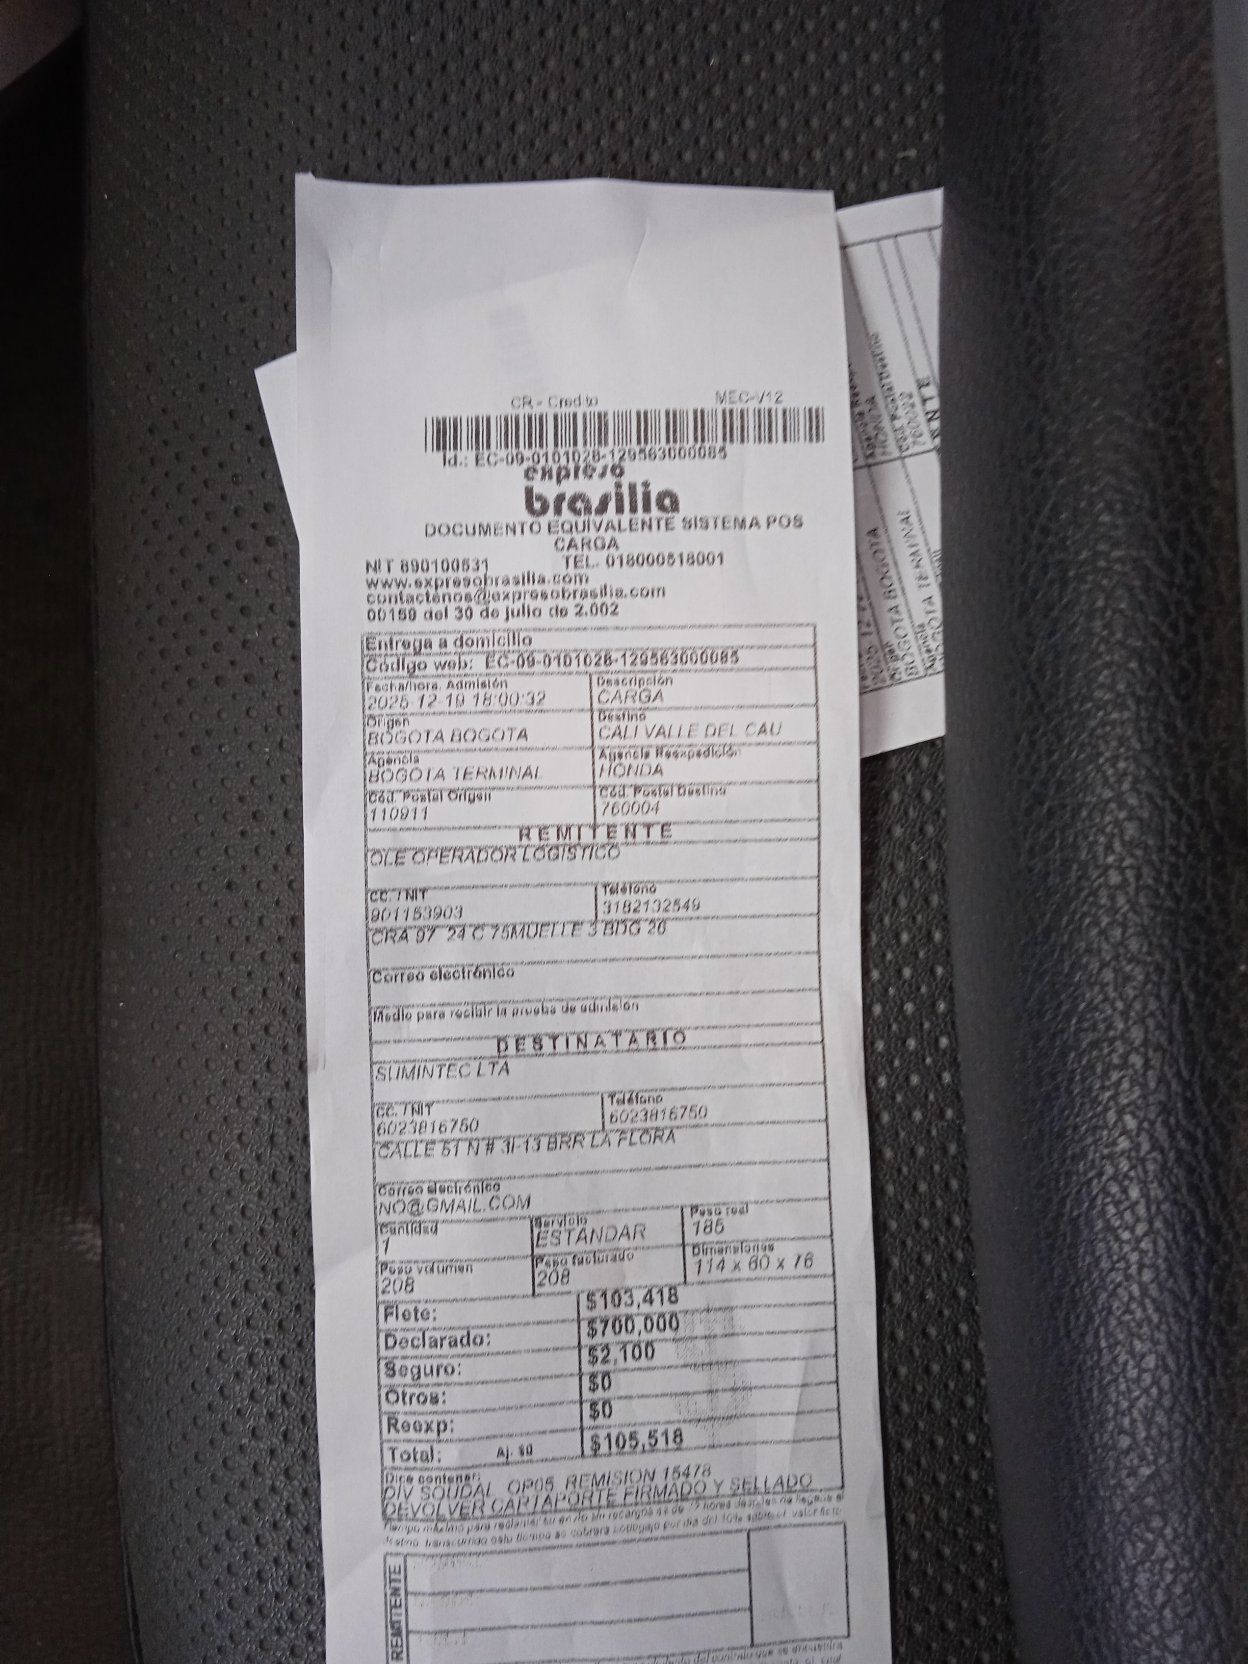 CR - Credito MEC-V12
Id.: EC-09-0101028-129563000085
expreso
brasilia
DOCUMENTO EQUIVALENTE SISTEMA POS
CARGA
NIT 890100531 TEL. 018000518001
www.expresobrasilia.com
contactenos@expresobrasilia.com
00159 del 30 de julio de 2.002
Entrega a domicilio
Código web: EC-09-0101028-129563000085
Fecha/hora. Admisión Descripsión
2025-12-19 18:00:32 CARGA
Origen Destino
BOGOTA BOGOTA CALI VALLE DEL CAU
Agencia Agencia Reexpedición
BOGOTA TERMINAL HONDA
Cód. Postal Origen Cód. Postal Destino
110911 760004
REMITENTE
OLE OPERADOR LOGISTICO
CC. / NIT Teléfono
901153903 3182132549
CRA 97 24 C 75MUELLE 3 BDG 26
Correo electrónico
Medio para recibir la prueba de admisión
DESTINATARIO
SUMINTEC LTA
CC. / NIT Teléfono
6023816750 6023816750
CALLE 51 N # 3I-13 BRR LA FLORA
Correo electrónico
NO@GMAIL.COM
Cantidad Servicio Peso real
1 ESTANDAR 185
Peso volumen Peso facturado Dimensiones
208 208 114 x 60 x 76
Flete: $103,418
Declarado: $700,000
Seguro: $2,100
Otros: $0
Reexp: $0
Total: Aj. $0 $105,518
Dice contener:
DIV SOUDAL OP05 REMISION 15478
DEVOLVER CARTAPORTE FIRMADO Y SELLADO
REMITENTE
BOGOTA BOGOTA
HONDA